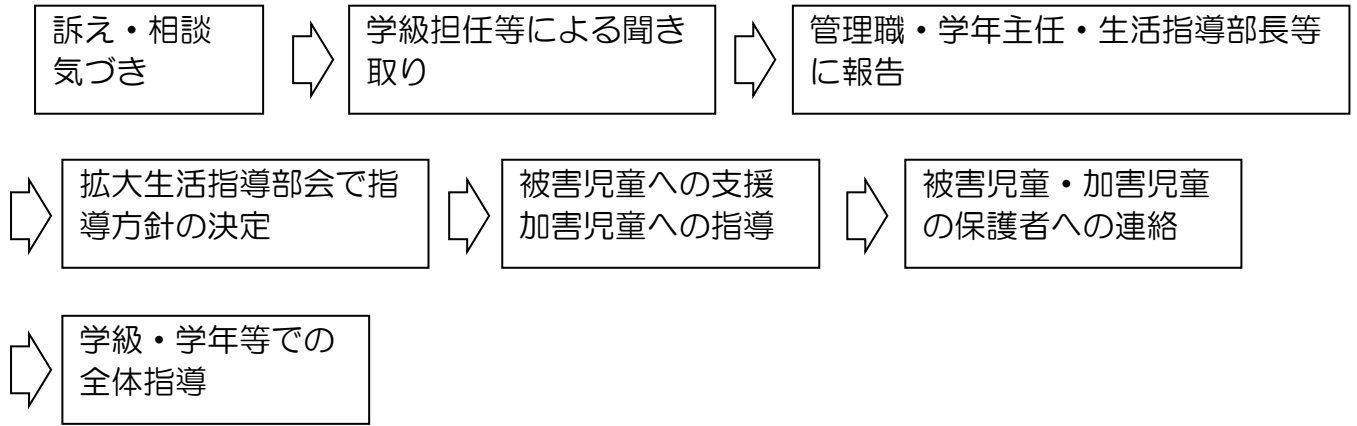 訴え・相談
気づき
学級担任等による聞き
取り
管理職・学年主任・生活指導部長等
に報告
拡大生活指導部会で指
導方針の決定
被害児童への支援
加害児童への指導
被害児童・加害児童
の保護者への連絡
学級・学年等での
全体指導